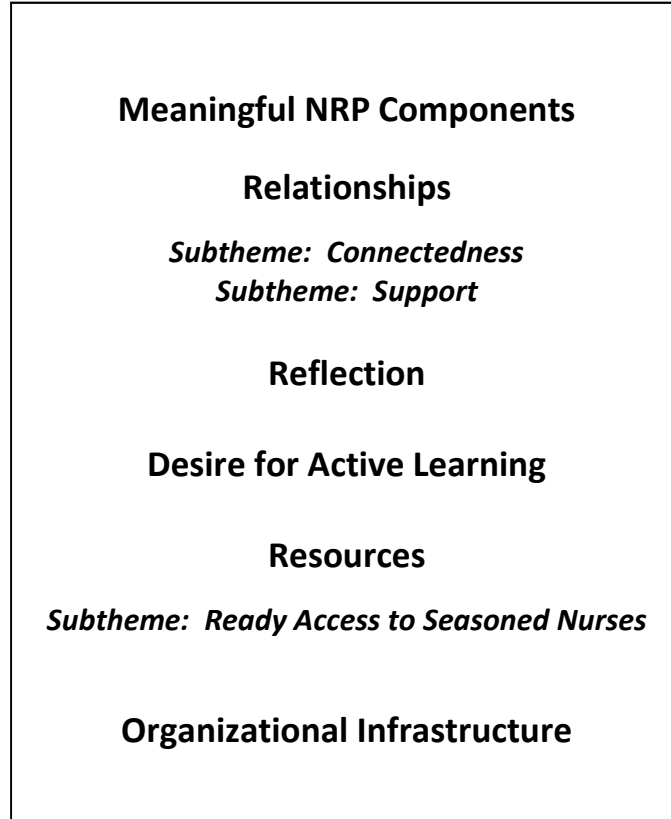 Meaningful NRP Components
Relationships
Subtheme:  Connectedness
Subtheme:  Support
Reflection
Desire for Active Learning
Resources
Subtheme:  Ready Access to Seasoned Nurses
Organizational Infrastructure